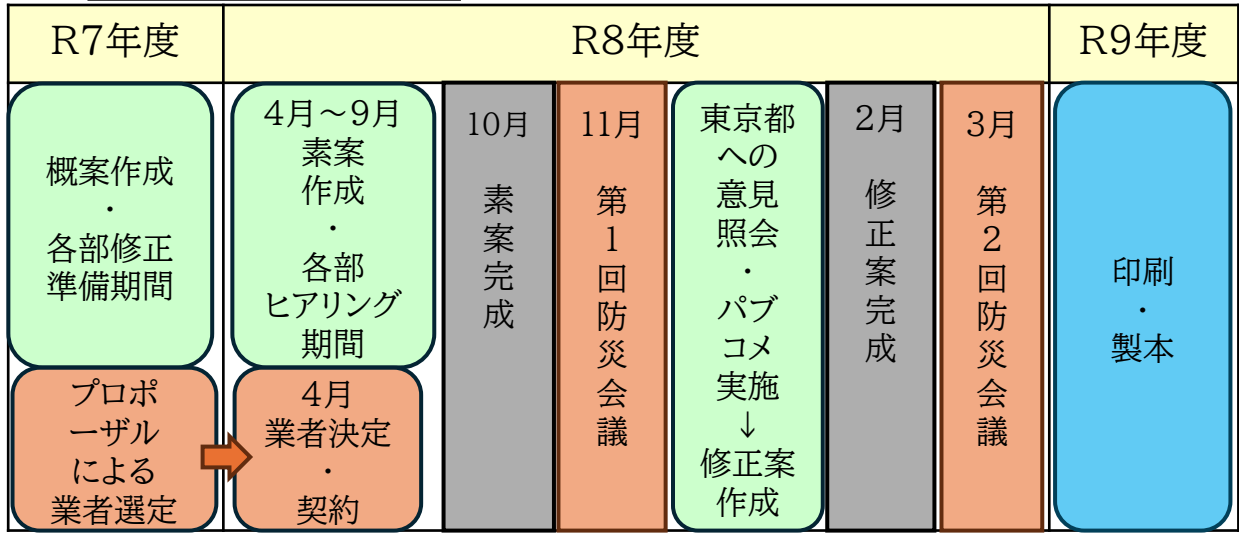 R7年度
R8年度
R9年度
概案作成
・
各部修正
準備期間
プロポ
ーザル
による
業者選定
4月～9月
素案
作成
・
各部
ヒアリング
期間
4月
業者決定
・
契約
10月
素案完成
11月
第1回防災会議
東京都
への
意見
照会
・
パブ
コメ
実施
↓
修正案
作成
2月
修正案完成
3月
第2回防災会議
印刷
・
製本